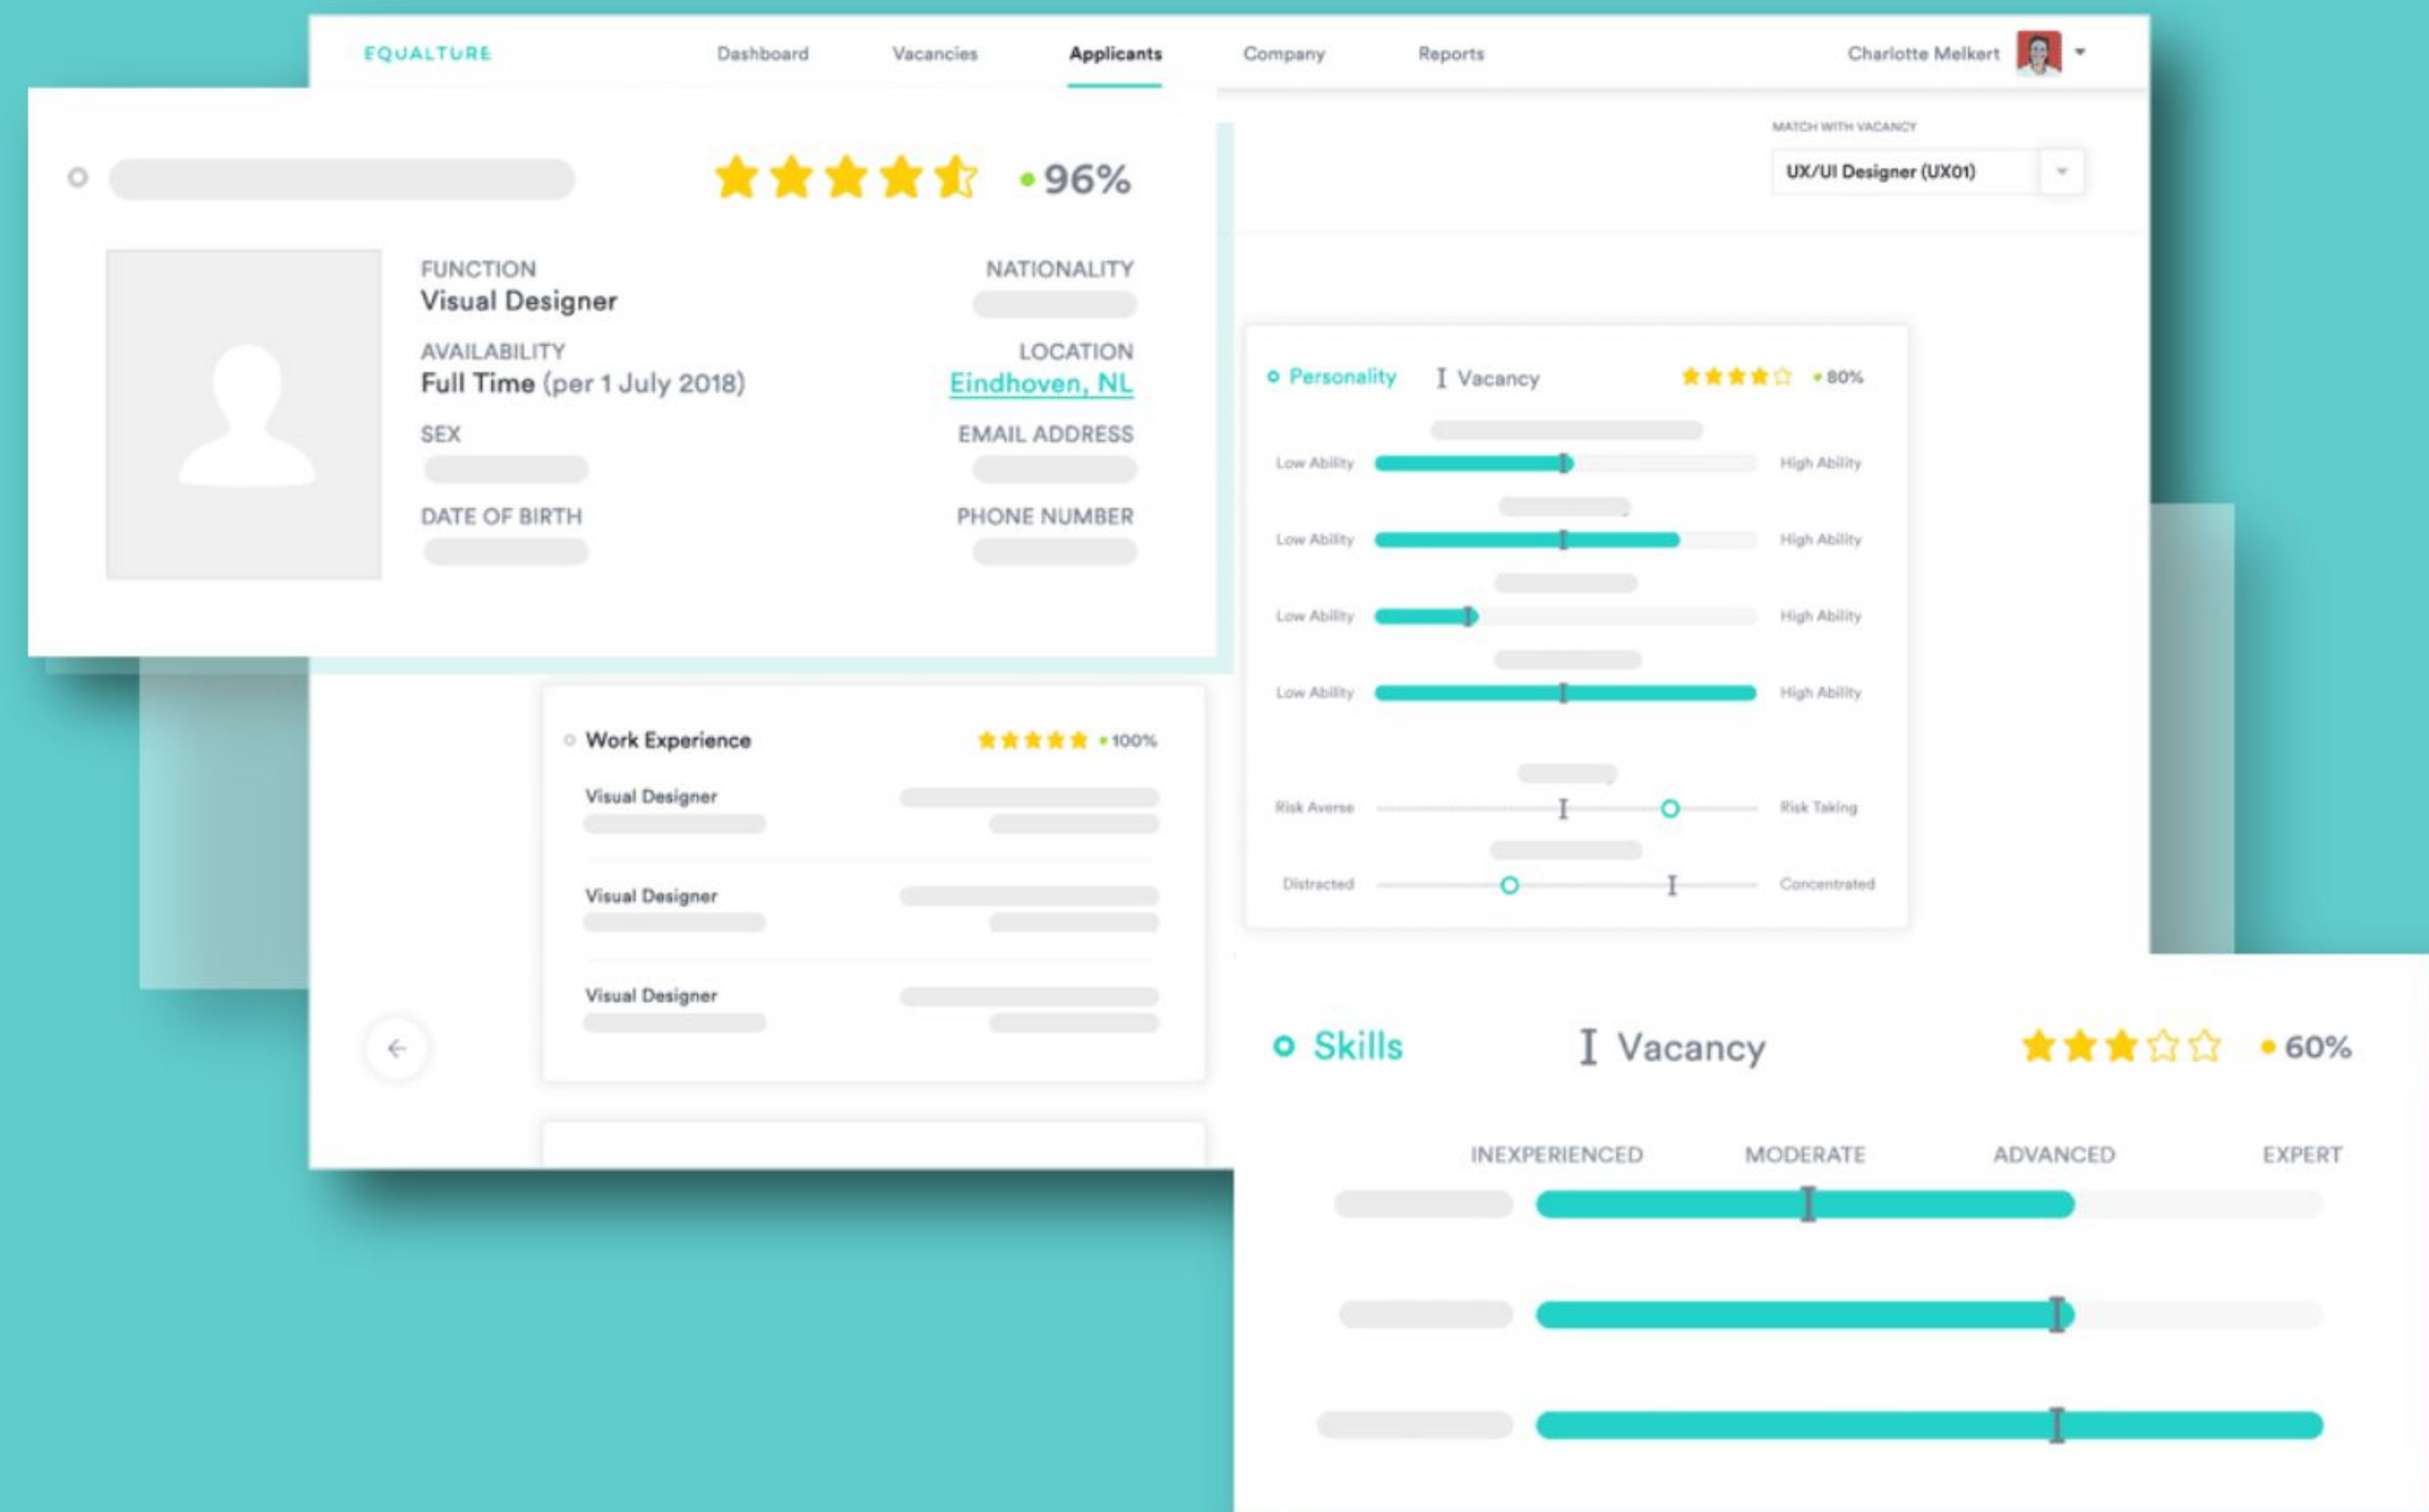 EQUALTURE Dashboard Vacancies Applicants Company Reports Charlotte Melkert
MATCH WITH VACANCY
UX/UI Designer (UX01)
96%
FUNCTION
Visual Designer
NATIONALITY
AVAILABILITY
Full Time (per 1 July 2018)
LOCATION
Eindhoven, NL
SEX
EMAIL ADDRESS
DATE OF BIRTH
PHONE NUMBER
Personality Vacancy 80%
Low Ability High Ability
Low Ability High Ability
Low Ability High Ability
Low Ability High Ability
Risk Averse Risk Taking
Distracted Concentrated
Work Experience 100%
Visual Designer
Visual Designer
Visual Designer
Skills Vacancy 60%
INEXPERIENCED MODERATE ADVANCED EXPERT